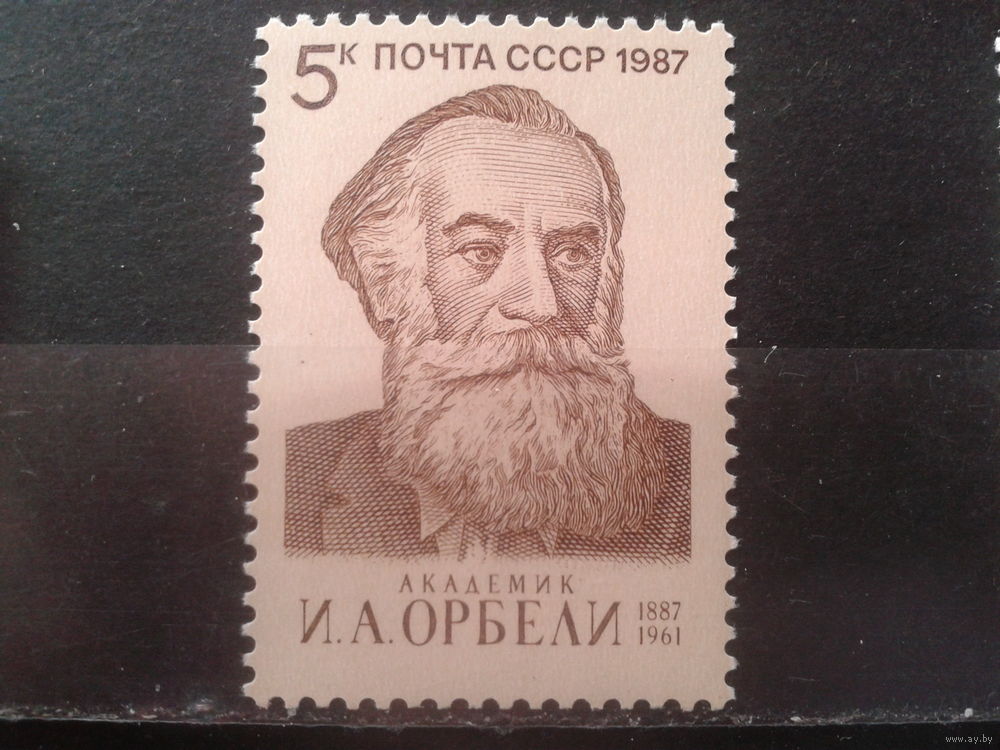 5к ПОЧТА СССР 1987
АКАДЕМИК
И.А.ОРБЕЛИ 1887
1961
www.ay.by